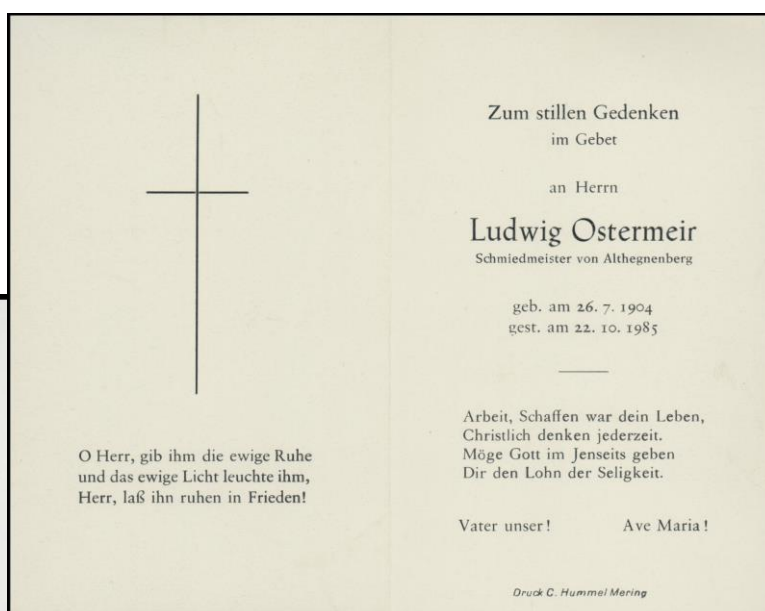 O Herr, gib ihm die ewige Ruhe
und das ewige Licht leuchte ihm,
Herr, laß ihn ruhen in Frieden!
Zum stillen Gedenken
im Gebet
an Herrn
Ludwig Ostermeir
Schmiedmeister von Althegnenberg
geb. am 26. 7. 1904
gest. am 22. 10. 1985
Arbeit, Schaffen war dein Leben,
Christlich denken jederzeit.
Möge Gott im Jenseits geben
Dir den Lohn der Seligkeit.
Vater unser! Ave Maria!
Druck C. Hummel Mering